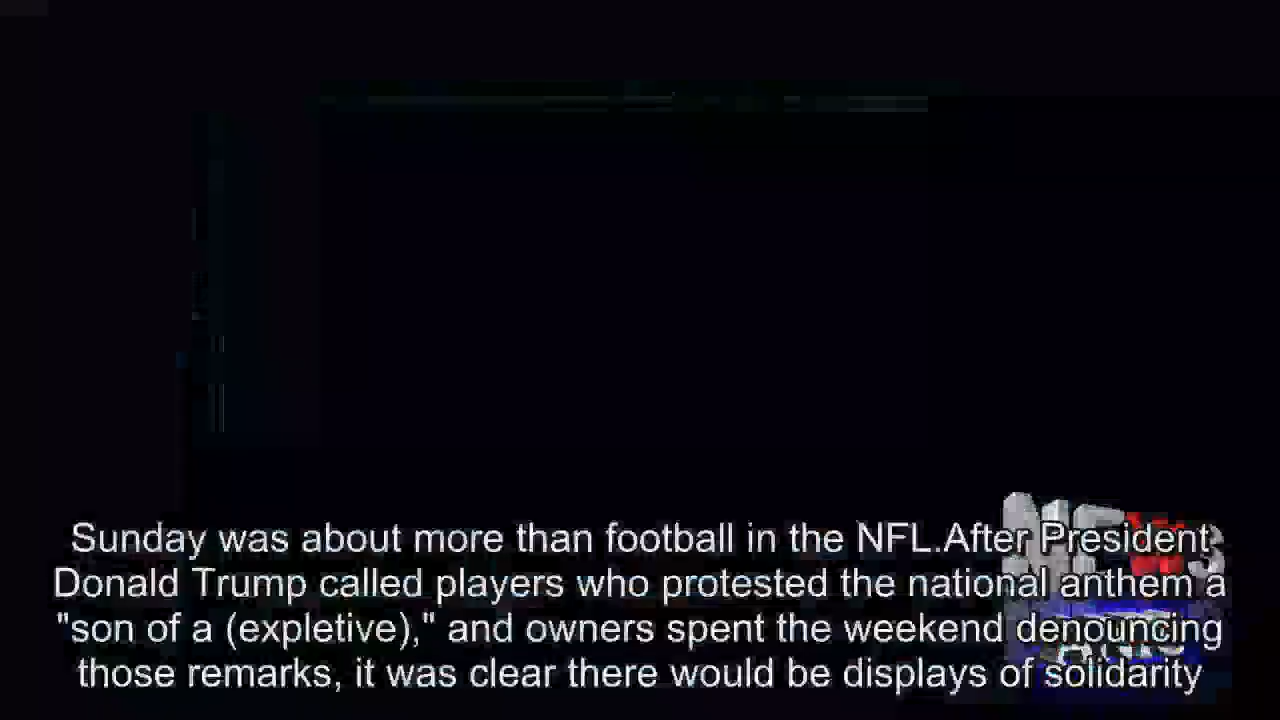 Sunday was about more than football in the NFL.After President
Donald Trump called players who protested the national anthem a
"son of a (expletive)," and owners spent the weekend denouncing
those remarks, it was clear there would be displays of solidarity
NEWS